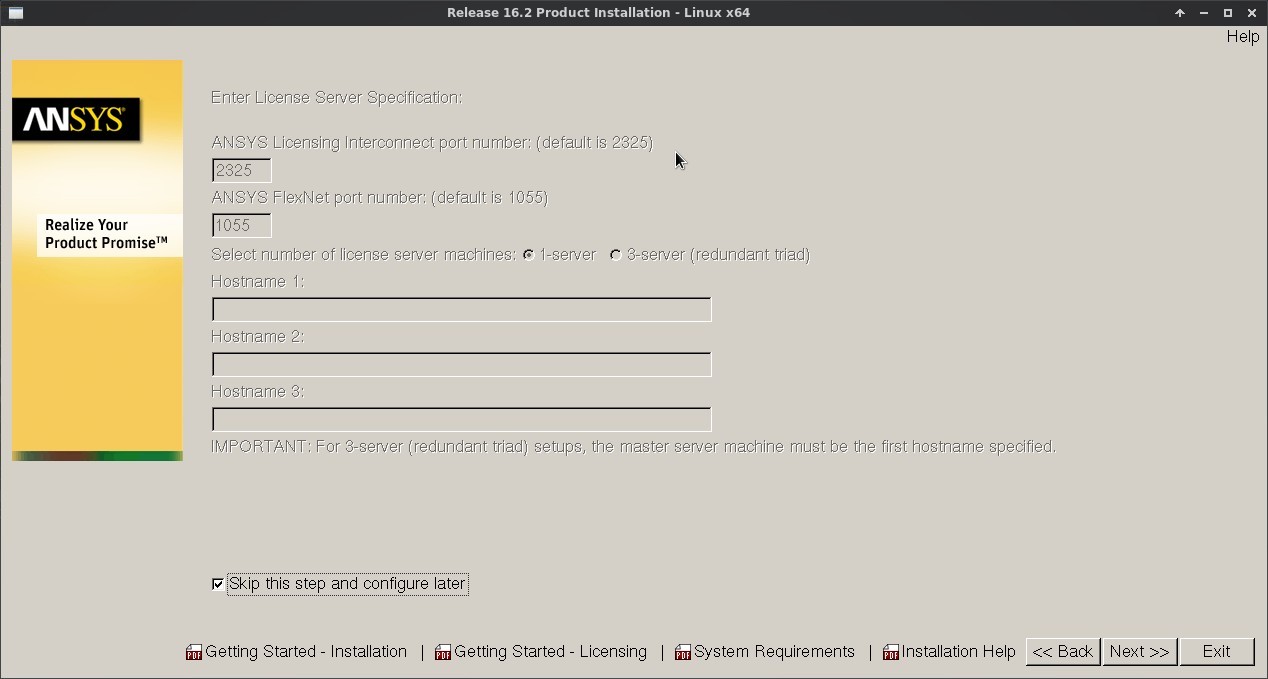 Release 16.2 Product Installation - Linux x64
Help
ANSYS®
Realize Your
Product Promise™
Enter License Server Specification:
ANSYS Licensing Interconnect port number: (default is 2325)
2325
ANSYS FlexNet port number: (default is 1055)
1055
Select number of license server machines: 1-server 3-server (redundant triad)
Hostname 1:
Hostname 2:
Hostname 3:
IMPORTANT: For 3-server (redundant triad) setups, the master server machine must be the first hostname specified.
Skip this step and configure later
PDF Getting Started - Installation | PDF Getting Started - Licensing | PDF System Requirements | PDF Installation Help << Back Next >> Exit